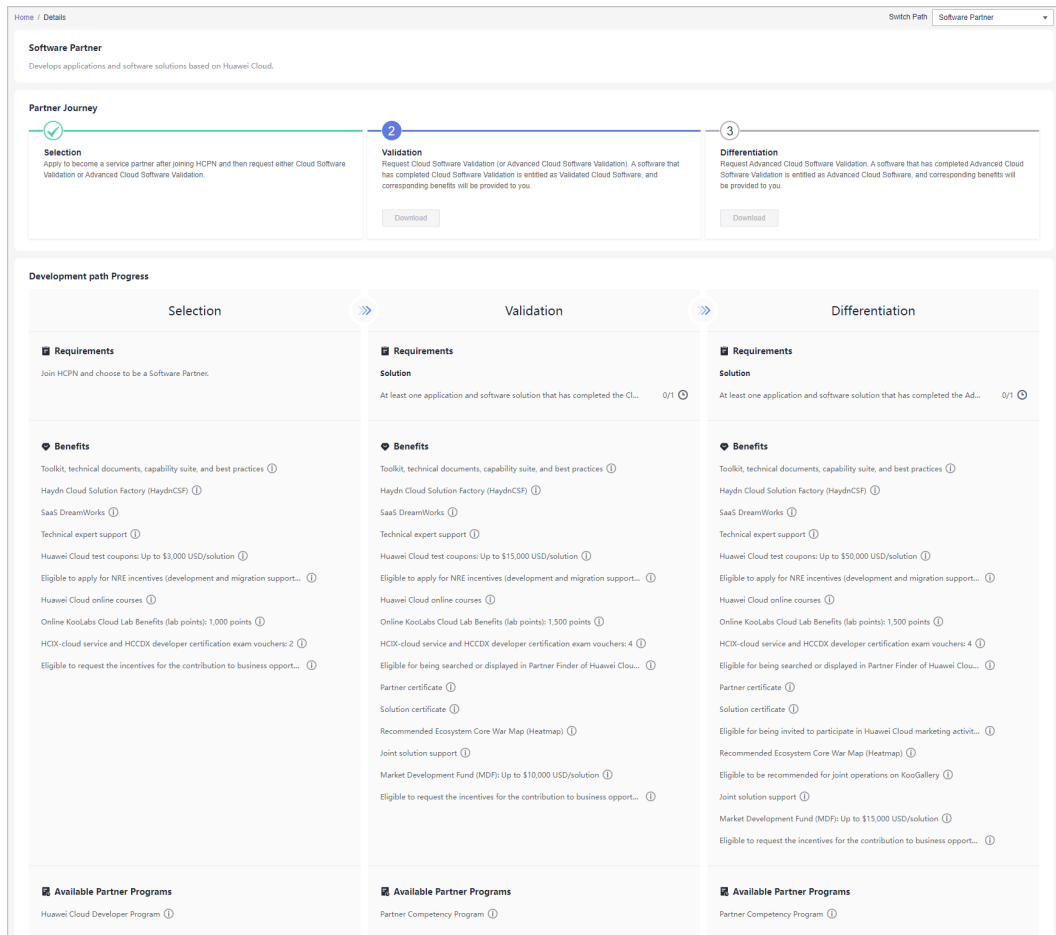 Home / Details
Switch Path Software Partner
Software Partner
Develops applications and software solutions based on Huawei Cloud.
Partner Journey
Selection
Apply to become a service partner after joining HCPN and then request either Cloud Software
Validation or Advanced Cloud Software Validation.
2
Validation
Request Cloud Software Validation (or Advanced Cloud Software Validation). A software that
has completed Cloud Software Validation is entitled as Validated Cloud Software, and
corresponding benefits will be provided to you.
Download
3
Differentiation
Request Advanced Cloud Software Validation. A software that has completed Advanced Cloud
Software Validation is entitled as Advanced Cloud Software, and corresponding benefits will
be provided to you.
Download
Development path Progress
Selection
Requirements
Join HCPN and choose to be a Software Partner.
Benefits
Toolkit, technical documents, capability suite, and best practices
Haydn Cloud Solution Factory (HaydnCSF)
SaaS DreamWorks
Technical expert support
Huawei Cloud test coupons: Up to $3,000 USD/solution
Eligible to apply for NRE incentives (development and migration support...
Huawei Cloud online courses
Online KooLabs Cloud Lab Benefits (lab points): 1,000 points
HCIX-cloud service and HCCDX developer certification exam vouchers: 2
Eligible to request the incentives for the contribution to business opport...
Available Partner Programs
Huawei Cloud Developer Program
Validation
Requirements
Solution
At least one application and software solution that has completed the Cl... 0/1
Benefits
Toolkit, technical documents, capability suite, and best practices
Haydn Cloud Solution Factory (HaydnCSF)
SaaS DreamWorks
Technical expert support
Huawei Cloud test coupons: Up to $15,000 USD/solution
Eligible to apply for NRE incentives (development and migration support...
Huawei Cloud online courses
Online KooLabs Cloud Lab Benefits (lab points): 1,500 points
HCIX-cloud service and HCCDX developer certification exam vouchers: 4
Eligible for being searched or displayed in Partner Finder of Huawei Clou...
Partner certificate
Solution certificate
Recommended Ecosystem Core War Map (Heatmap)
Joint solution support
Market Development Fund (MDF): Up to $10,000 USD/solution
Eligible to request the incentives for the contribution to business opport...
Available Partner Programs
Partner Competency Program
Differentiation
Requirements
Solution
At least one application and software solution that has completed the Ad... 0/1
Benefits
Toolkit, technical documents, capability suite, and best practices
Haydn Cloud Solution Factory (HaydnCSF)
SaaS DreamWorks
Technical expert support
Huawei Cloud test coupons: Up to $50,000 USD/solution
Eligible to apply for NRE incentives (development and migration support...
Huawei Cloud online courses
Online KooLabs Cloud Lab Benefits (lab points): 1,500 points
HCIX-cloud service and HCCDX developer certification exam vouchers: 4
Eligible for being searched or displayed in Partner Finder of Huawei Clou...
Partner certificate
Solution certificate
Eligible for being invited to participate in Huawei Cloud marketing activit...
Recommended Ecosystem Core War Map (Heatmap)
Eligible to be recommended for joint operations on KooGallery
Joint solution support
Market Development Fund (MDF): Up to $15,000 USD/solution
Eligible to request the incentives for the contribution to business opport...
Available Partner Programs
Partner Competency Program